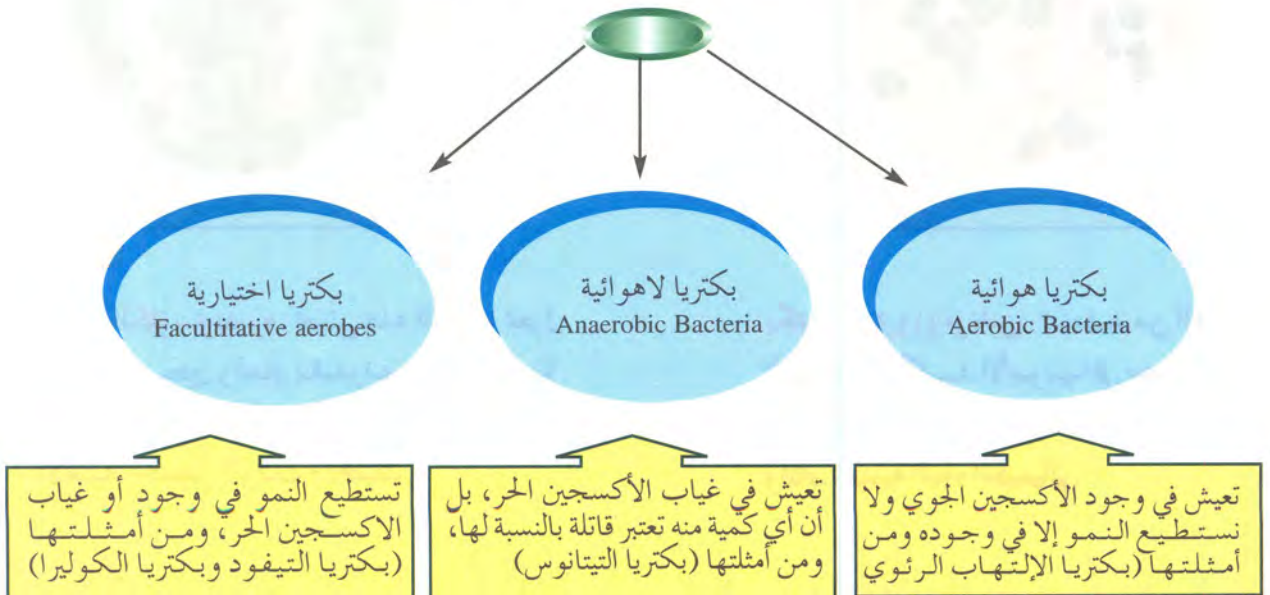 بكتريا هوائية
Aerobic Bacteria
بكتريا لاهوائية
Anaerobic Bacteria
بكتريا اختيارية
Facultitative aerobes
تعيش في وجود الأكسجين الجوي ولا
نستطيع النمو إلا في وجوده ومن
أمثلتها (بكتريا الإلتهاب الرئوي
تعيش في غياب الأكسجين الحر، بل
أن أي كمية منه تعتبر قاتلة بالنسبة لها،
ومن أمثلتها (بكتريا التيتانوس)
تستطيع النمو في وجود أو غياب
الاكسجين الحر، ومن أمثلتها
(بكتريا التيفود وبكتريا الكوليرا)